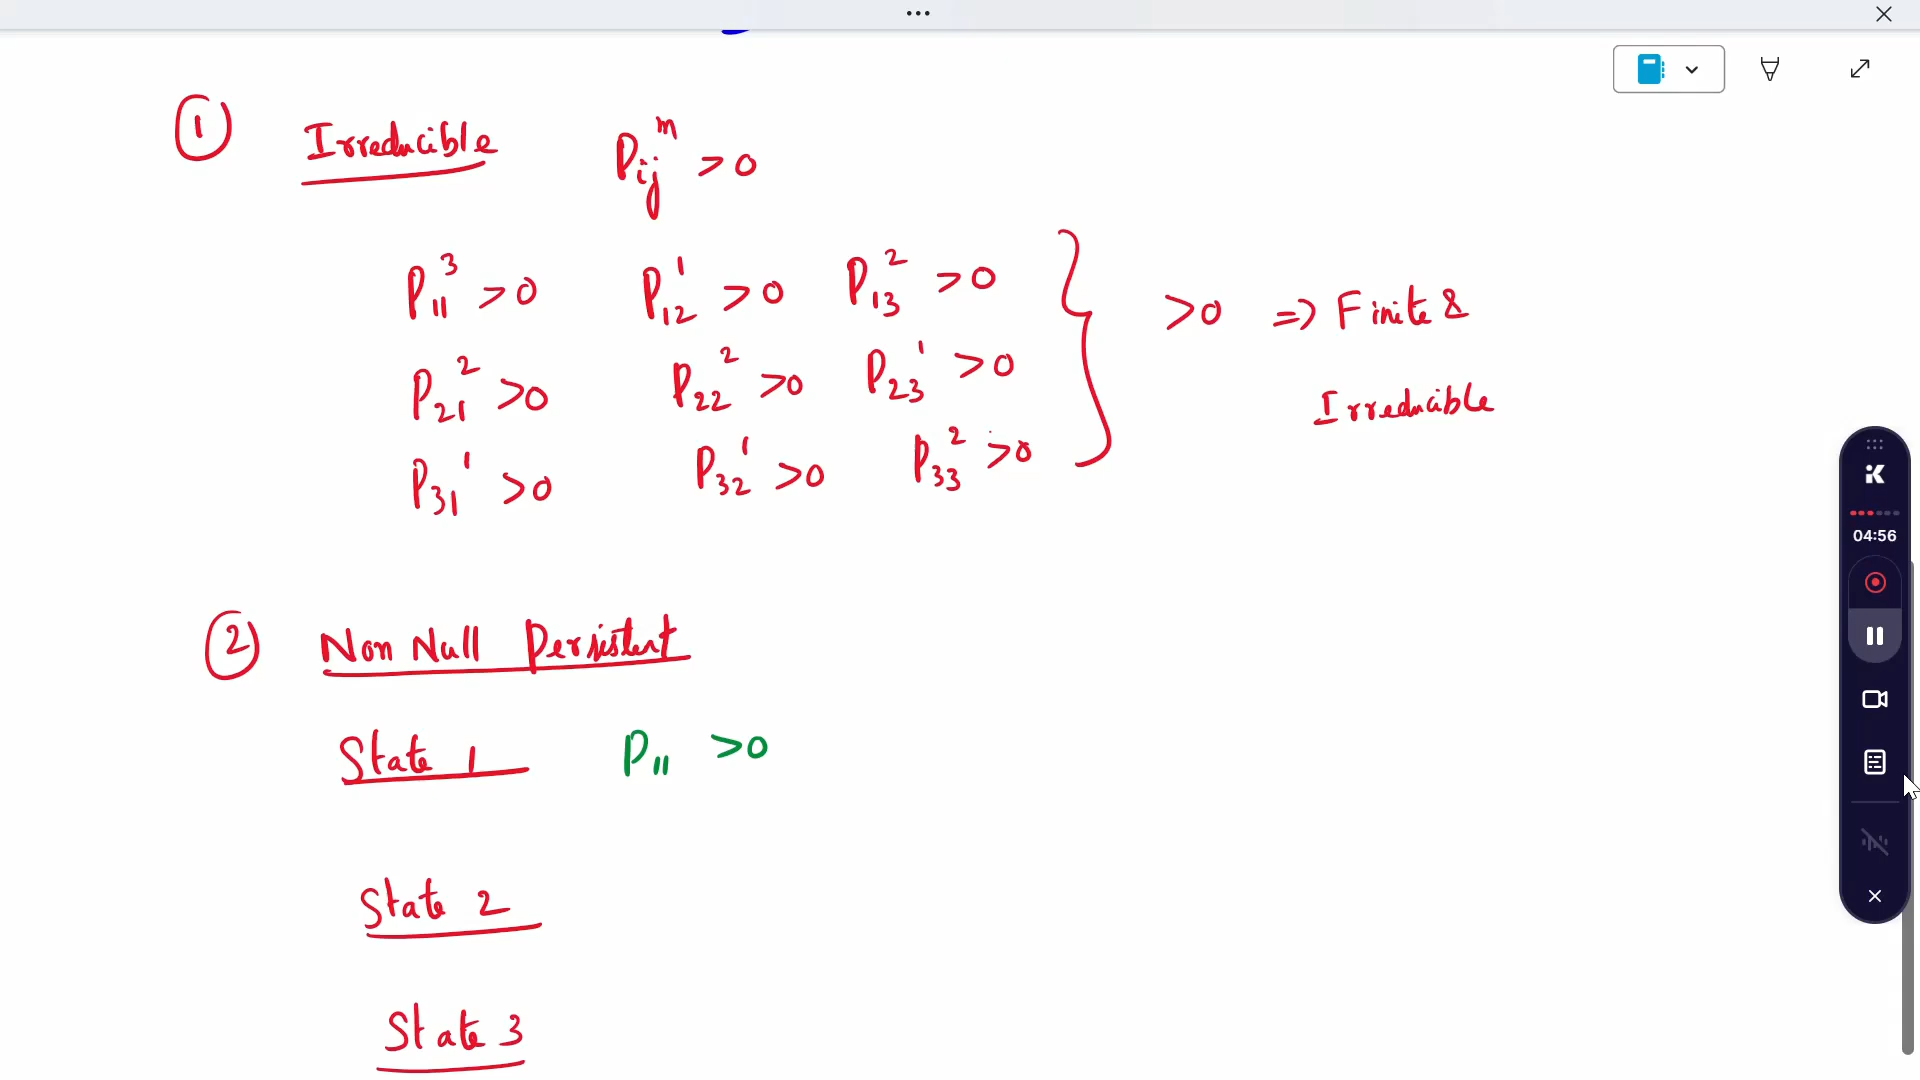 ① Irreducible P_ij^m > 0
P_11^3 > 0 P_12^1 > 0 P_13^2 > 0
P_21^2 > 0 P_22^2 > 0 P_23^1 > 0
P_31^1 > 0 P_32^1 > 0 P_33^2 > 0
> 0 => Finite &
Irreducible
② Non Null Persistent
State 1 P_11 > 0
State 2
State 3
04:56